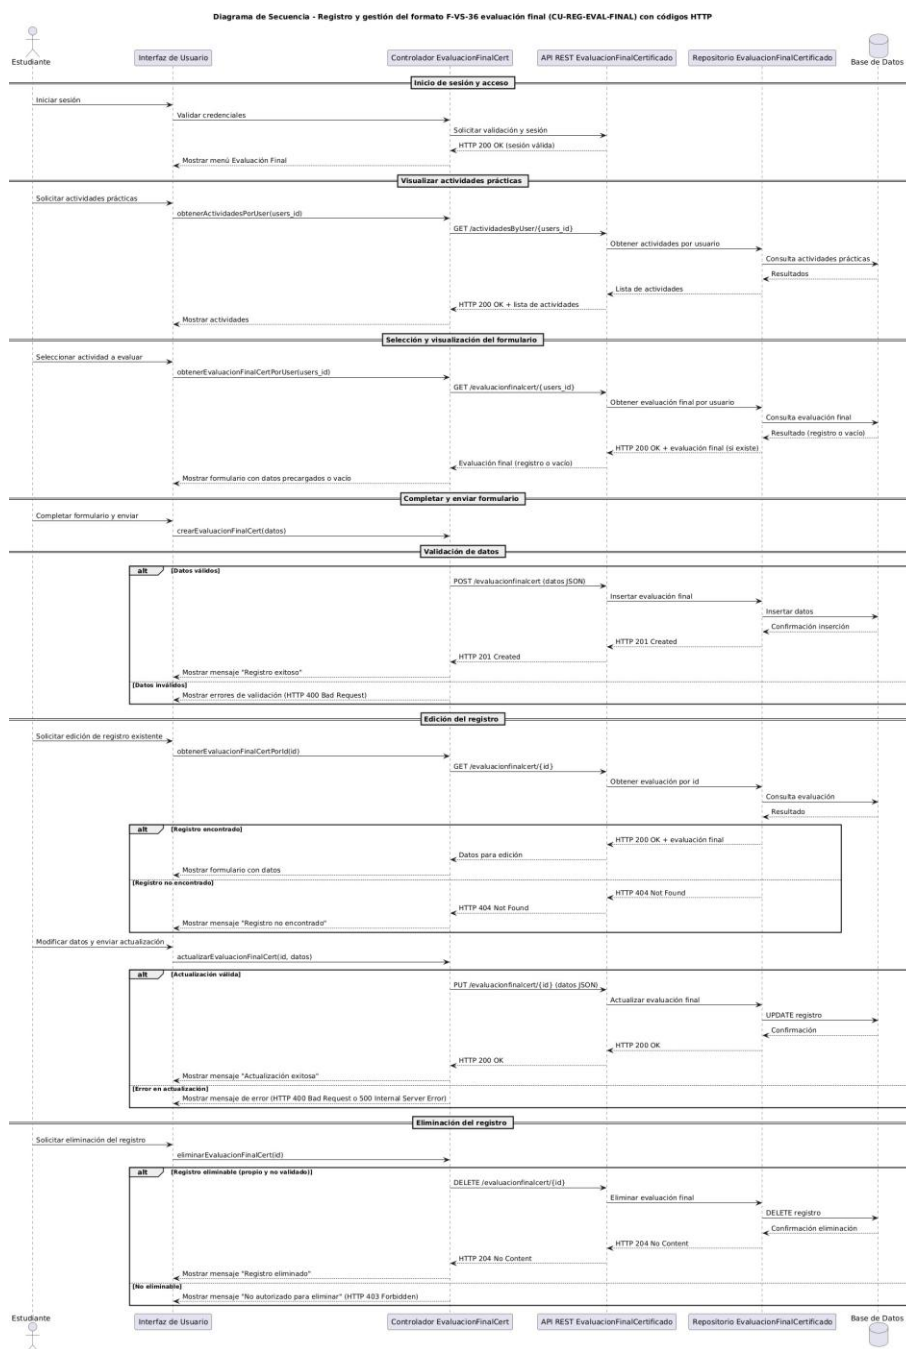 Diagrama de Secuencia - Registro y gestión del formato F-VS-36 evaluación final (CU-REG-EVAL-FINAL) con códigos HTTP
Estudiante
Interfaz de Usuario
Controlador EvaluacionFinalCert
API REST EvaluacionFinalCertificado
Repositorio EvaluacionFinalCertificado
Base de Datos
Inicio de sesión y acceso
Iniciar sesión
Validar credenciales
Solicitar validación y sesión
HTTP 200 OK (sesión válida)
Mostrar menú Evaluación Final
Visualizar actividades prácticas
Solicitar actividades prácticas
obtenerActividadesPorUser(users_id)
GET /actividadesByUser/{users_id}
Obtener actividades por usuario
Consulta actividades prácticas
Resultados
Lista de actividades
HTTP 200 OK + lista de actividades
Mostrar actividades
Selección y visualización del formulario
Seleccionar actividad a evaluar
obtenerEvaluacionFinalCertPorUser(users_id)
GET /evaluacionfinalcert/{users_id}
Obtener evaluación final por usuario
Consulta evaluación final
Resultado (registro o vacío)
HTTP 200 OK + evaluación final (si existe)
Evaluación final (registro o vacío)
Mostrar formulario con datos precargados o vacío
Completar y enviar formulario
Completar formulario y enviar
crearEvaluacionFinalCert(datos)
Validación de datos
alt [Datos válidos]
POST /evaluacionfinalcert (datos JSON)
Insertar evaluación final
Insertar datos
Confirmación inserción
HTTP 201 Created
HTTP 201 Created
Mostrar mensaje "Registro exitoso"
[Datos inválidos]
Mostrar errores de validación (HTTP 400 Bad Request)
Edición del registro
Solicitar edición de registro existente
obtenerEvaluacionFinalCertPorId(id)
GET /evaluacionfinalcert/{id}
Obtener evaluación por id
Consulta evaluación
Resultado
alt [Registro encontrado]
HTTP 200 OK + evaluación final
Datos para edición
Mostrar formulario con datos
[Registro no encontrado]
HTTP 404 Not Found
HTTP 404 Not Found
Mostrar mensaje "Registro no encontrado"
Modificar datos y enviar actualización
actualizarEvaluacionFinalCert(id, datos)
alt [Actualización válida]
PUT /evaluacionfinalcert/{id} (datos JSON)
Actualizar evaluación final
UPDATE registro
Confirmación
HTTP 200 OK
HTTP 200 OK
Mostrar mensaje "Actualización exitosa"
[Error en actualización]
Mostrar mensaje de error (HTTP 400 Bad Request o 500 Internal Server Error)
Eliminación del registro
Solicitar eliminación del registro
eliminarEvaluacionFinalCert(id)
alt [Registro eliminable (propio y no validado)]
DELETE /evaluacionfinalcert/{id}
Eliminar evaluación final
DELETE registro
Confirmación eliminación
HTTP 204 No Content
HTTP 204 No Content
Mostrar mensaje "Registro eliminado"
[No eliminable]
Mostrar mensaje "No autorizado para eliminar" (HTTP 403 Forbidden)
Estudiante
Interfaz de Usuario
Controlador EvaluacionFinalCert
API REST EvaluacionFinalCertificado
Repositorio EvaluacionFinalCertificado
Base de Datos